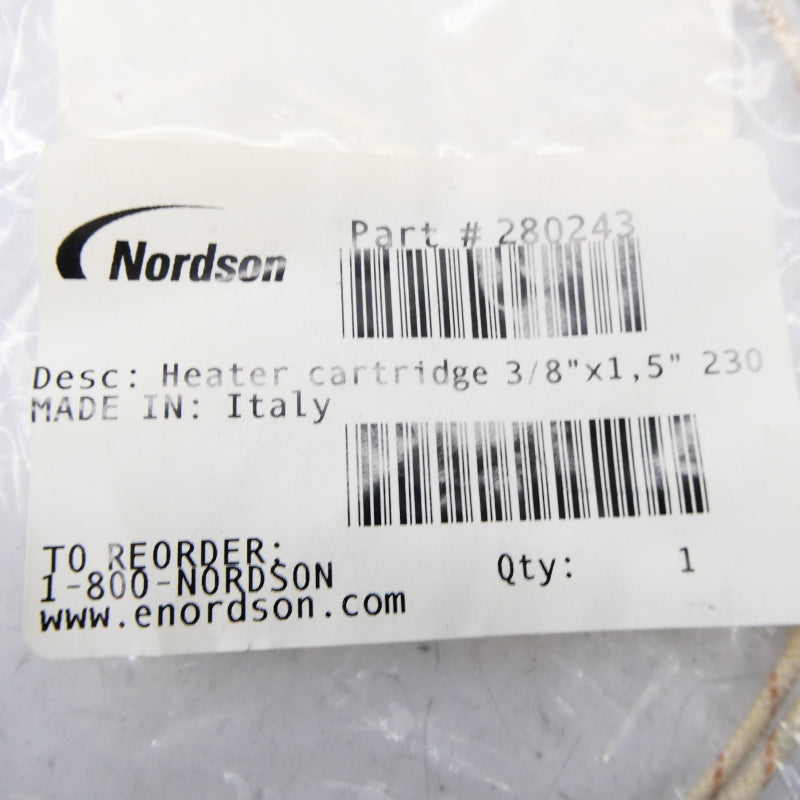 Nordson
Part # 280243
Desc: Heater cartridge 3/8"x1,5" 230
MADE IN: Italy
TO REORDER:
1-800-NORDSON
www.enordson.com
Qty: 1